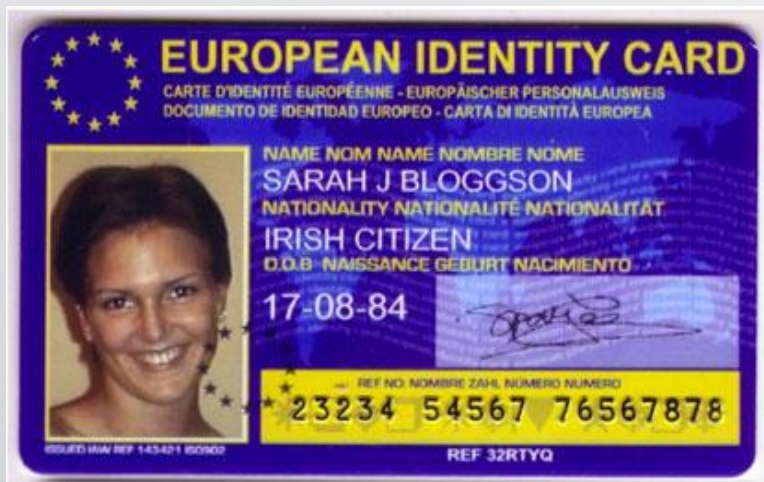 EUROPEAN IDENTITY CARD
CARTE D'IDENTITÉ EUROPÉENNE - EUROPÄISCHER PERSONALAUSWEIS
DOCUMENTO DE IDENTIDAD EUROPEO - CARTA DI IDENTITÀ EUROPEA
NAME NOM NAME NOMBRE NOME
SARAH J BLOGGSON
NATIONALITY NATIONALITÉ NATIONALITÄT
IRISH CITIZEN
D.O.B NAISSANCE GEBURT NACIMIENTO
17-08-84
REF NO. NOMBRE ZAHL NÚMERO NUMERO
23234 54567 76567878
ISSUED IAW REF 143421 ISO902
REF 32RTYQ